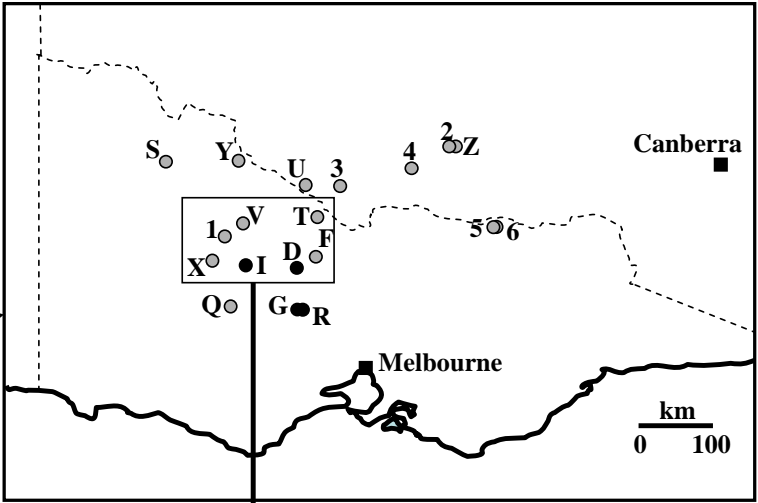 2 Z
Canberra
S Y 4
U 3
V T
1
F
X I D
5 6
Q G R
Melbourne
km
0 100